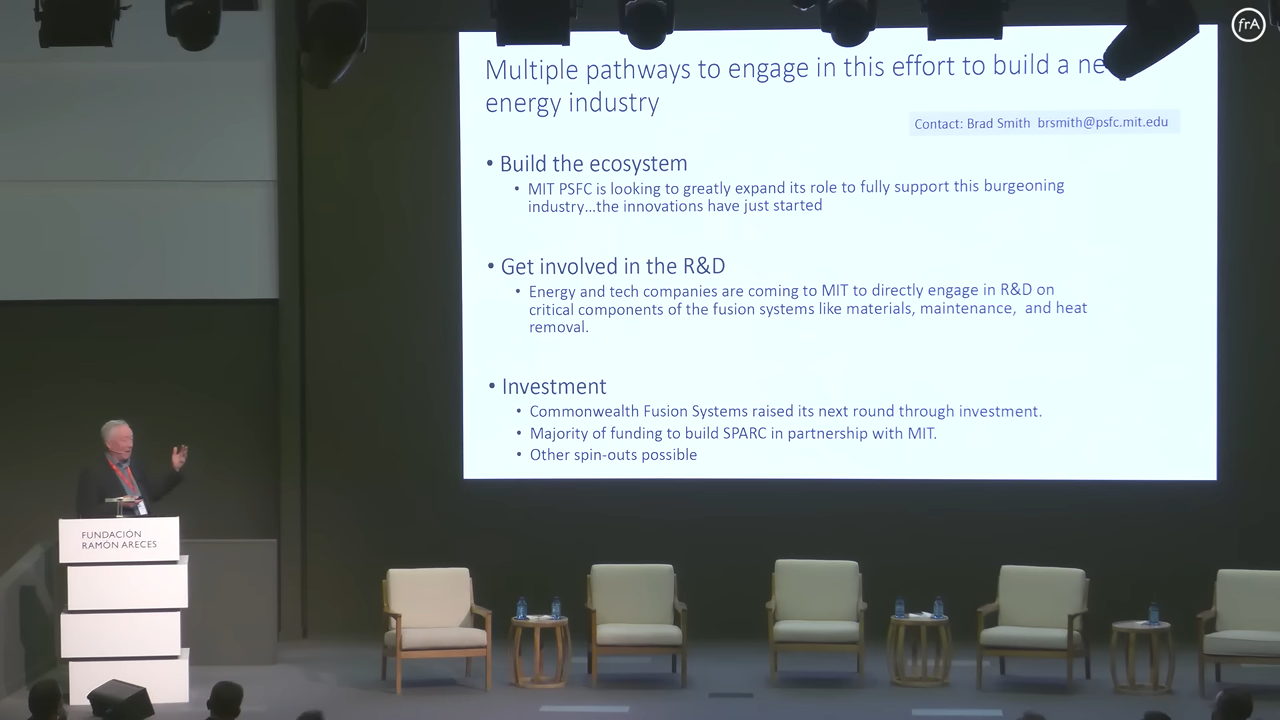 frA
Multiple pathways to engage in this effort to build a
energy industry
Contact: Brad Smith brsmith@psfc.mit.edu
• Build the ecosystem
• MIT PSFC is looking to greatly expand its role to fully support this burgeoning
industry...the innovations have just started
• Get involved in the R&D
• Energy and tech companies are coming to MIT to directly engage in R&D on
critical components of the fusion systems like materials, maintenance, and heat
removal.
• Investment
• Commonwealth Fusion Systems raised its next round through investment.
• Majority of funding to build SPARC in partnership with MIT.
• Other spin-outs possible
FUNDACIÓN
RAMÓN ARECES